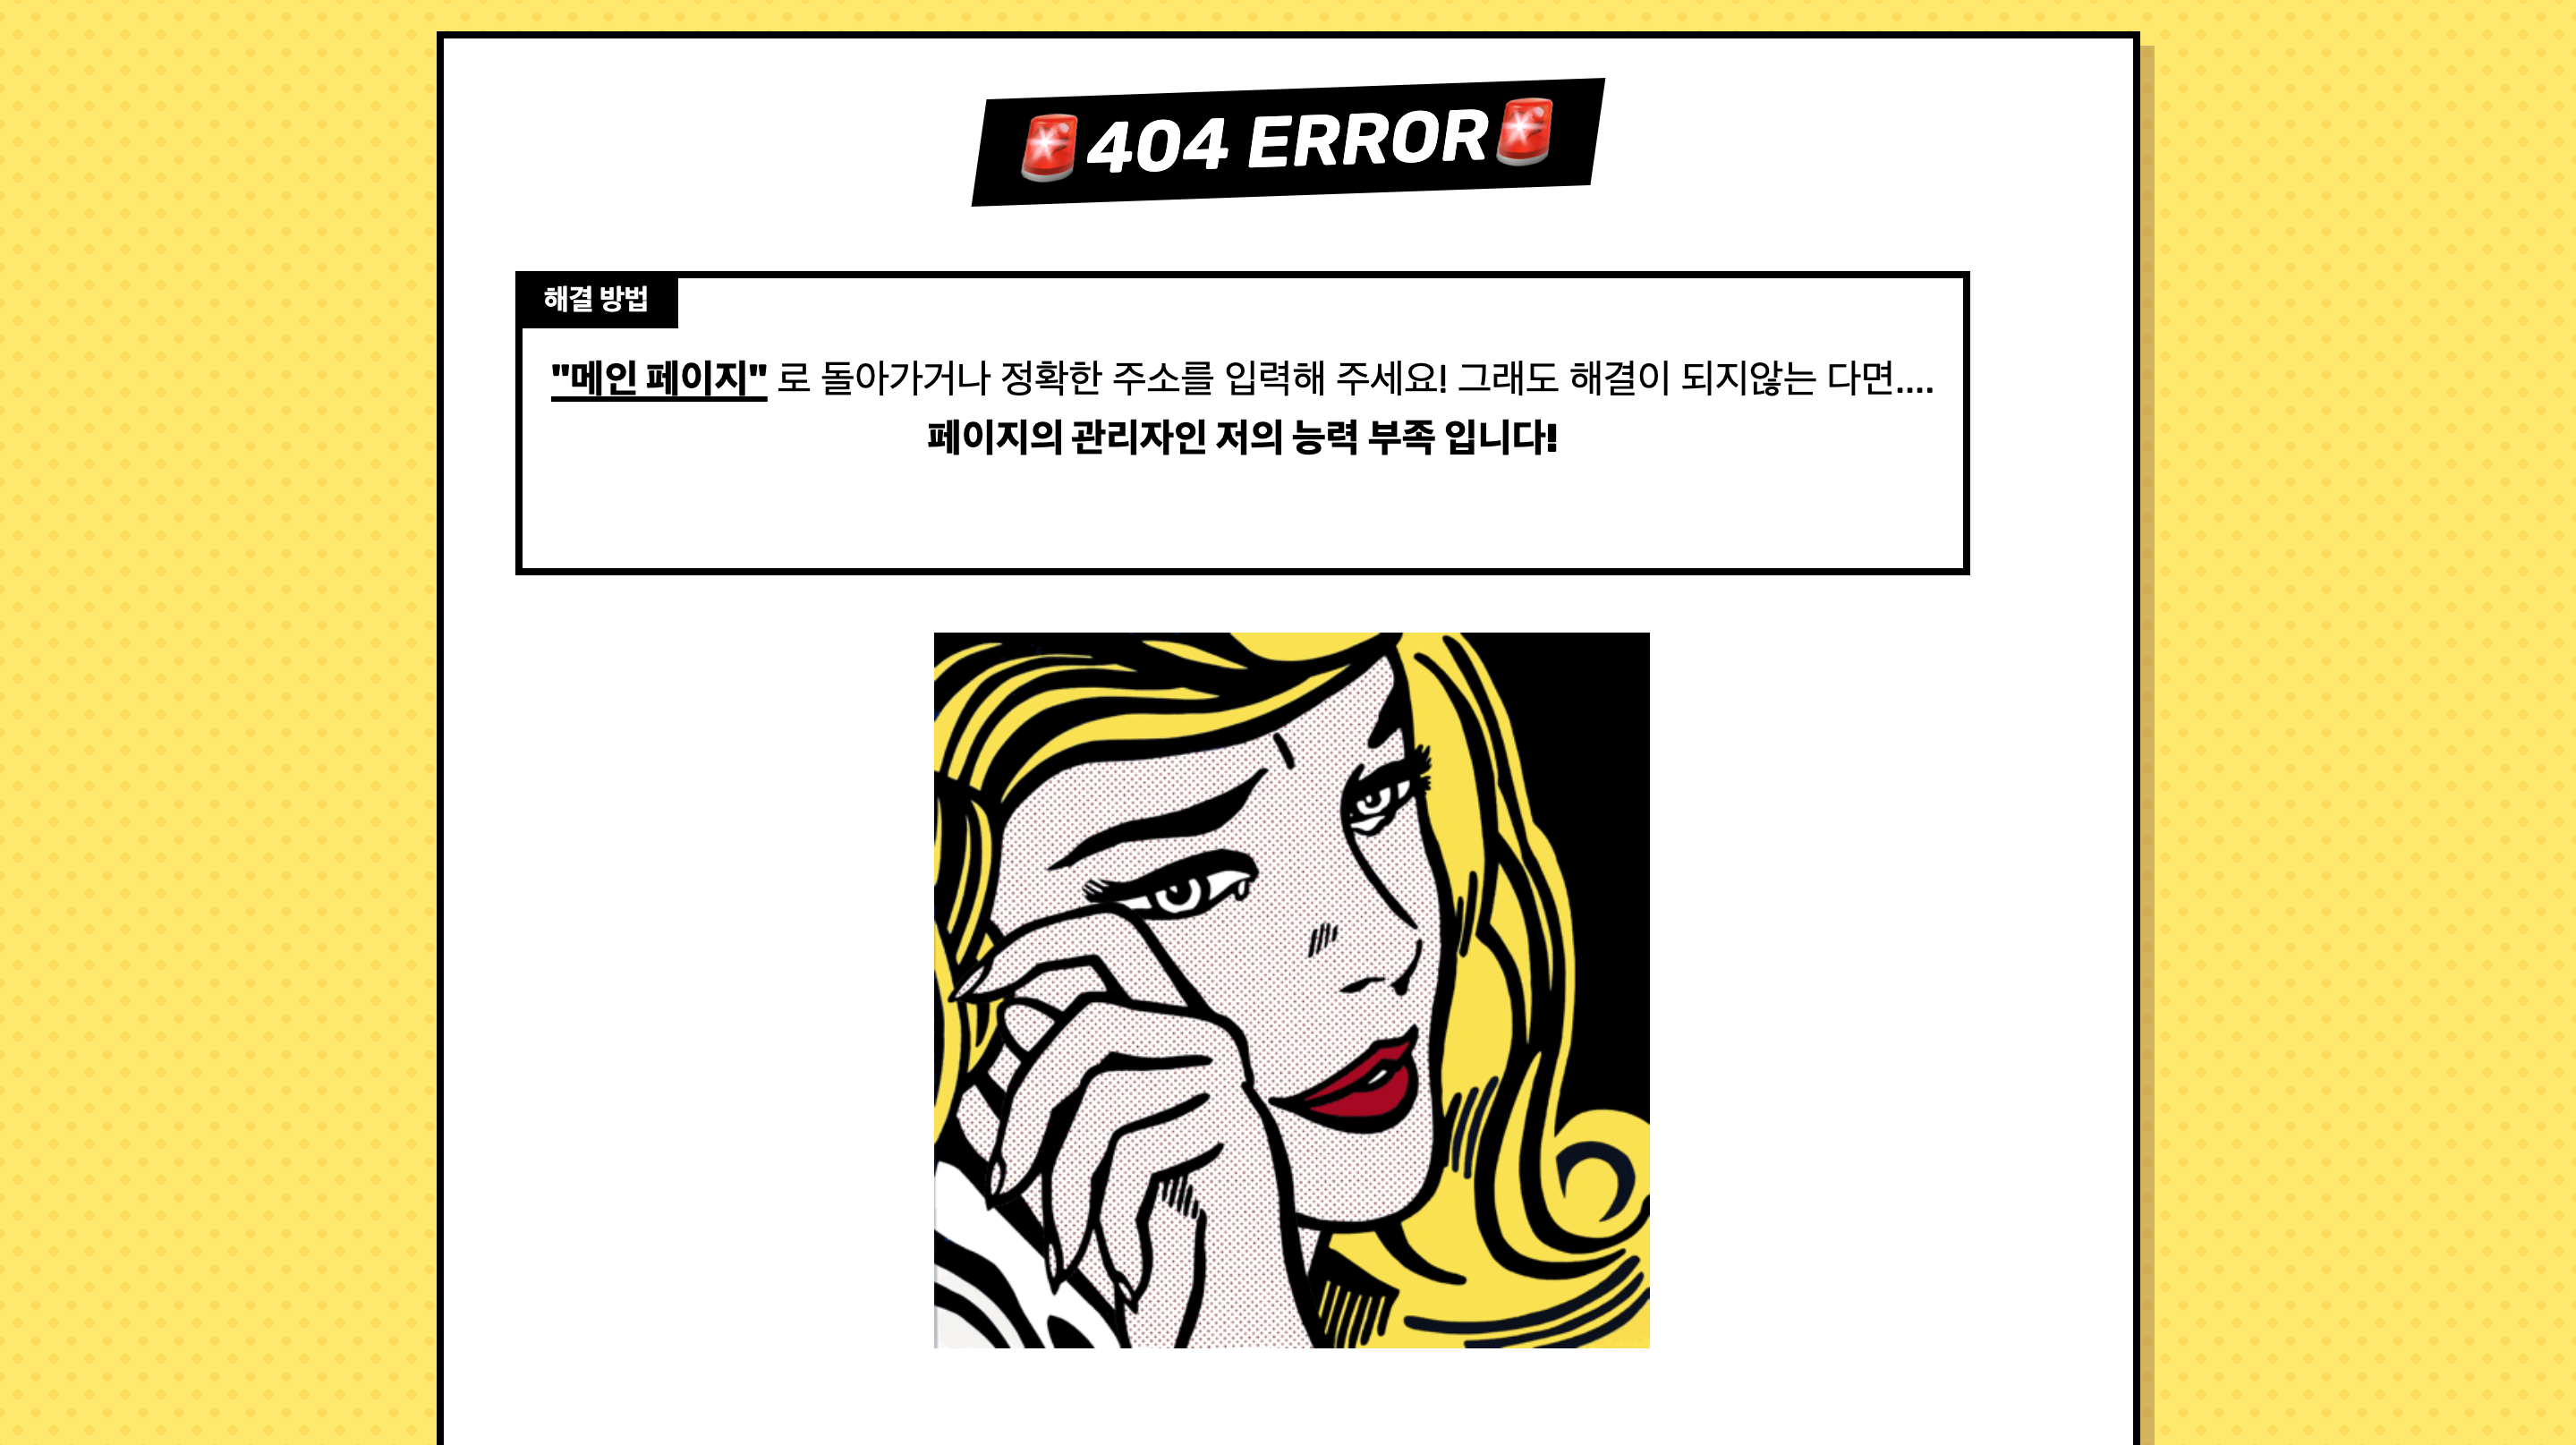 🚨404 ERROR🚨
해결 방법
"메인 페이지" 로 돌아가거나 정확한 주소를 입력해 주세요! 그래도 해결이 되지않는 다면....
페이지의 관리자인 저의 능력 부족 입니다!